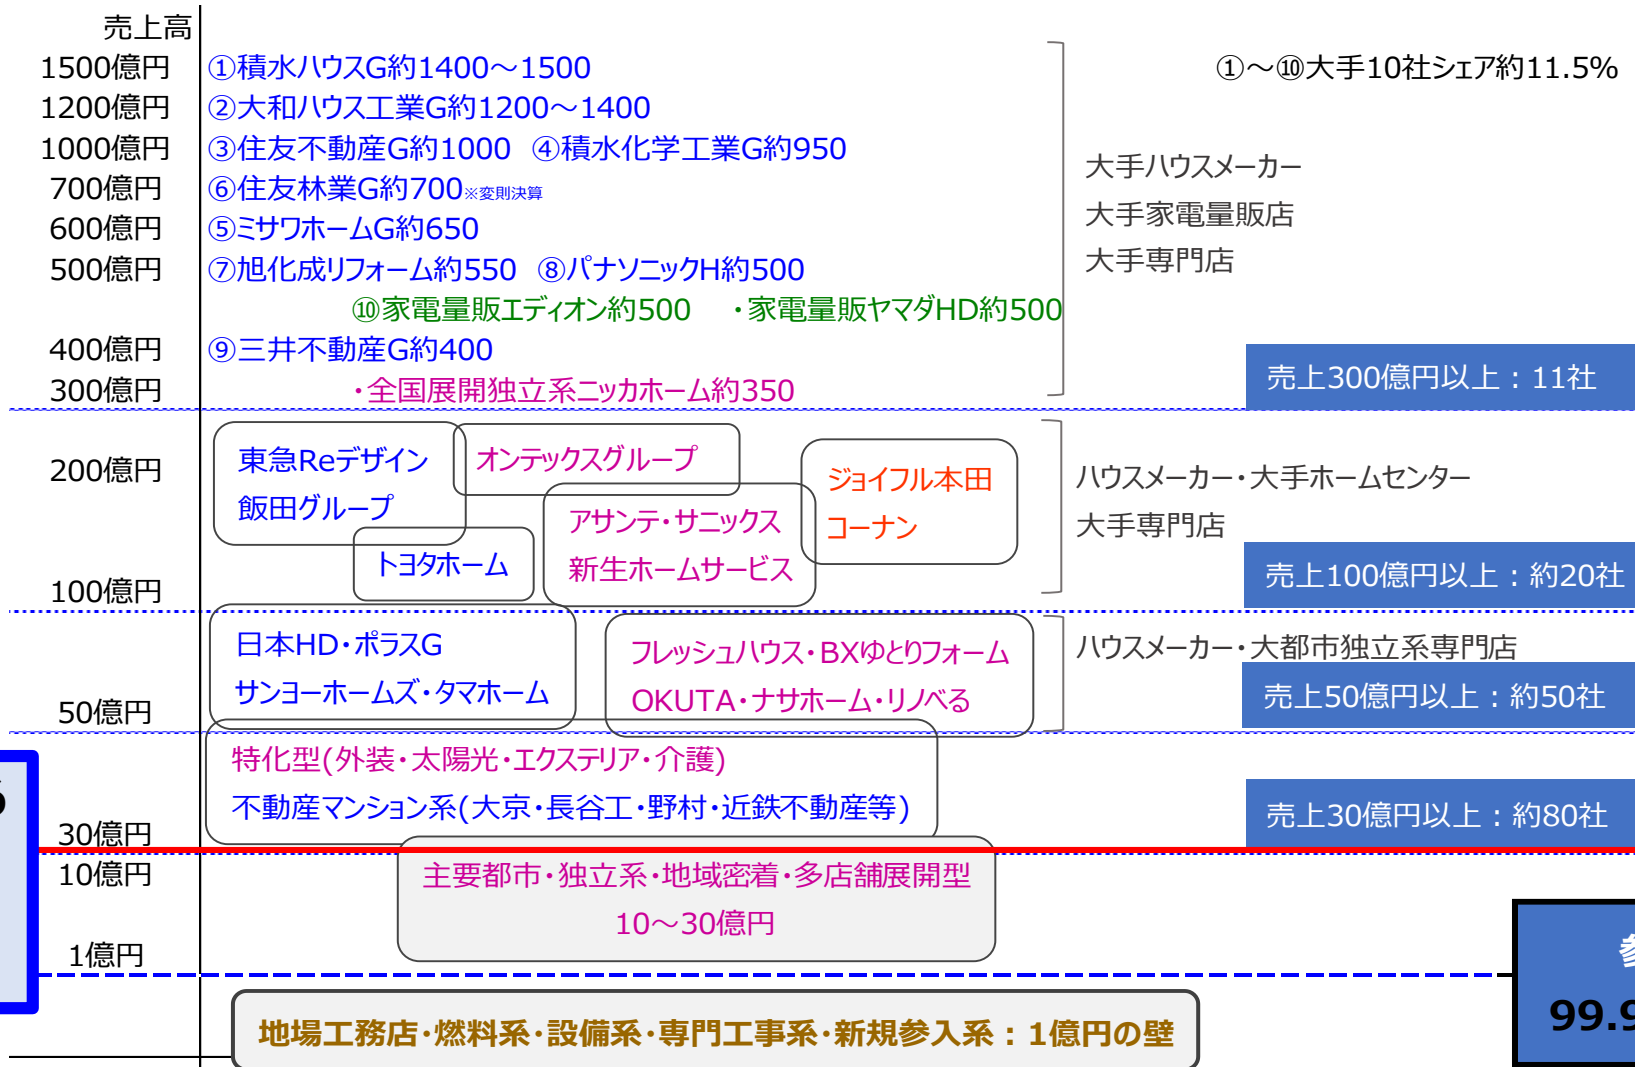 売上高
1500億円 ①積水ハウスG約1400～1500 ①～⑩大手10社シェア約11.5%
1200億円 ②大和ハウス工業G約1200～1400
1000億円 ③住友不動産G約1000 ④積水化学工業G約950
大手ハウスメーカー
700億円 ⑥住友林業G約700※変則決算
大手家電量販店
600億円 ⑤ミサワホームG約650
大手専門店
500億円 ⑦旭化成リフォーム約550 ⑧パナソニックH約500
⑩家電量販エディオン約500 ・家電量販ヤマダHD約500
400億円 ⑨三井不動産G約400
売上300億円以上：11社
300億円 ・全国展開独立系ニッカホーム約350
200億円
東急Reデザイン
飯田グループ
オンテックスグループ
ジョイフル本田
コーナン
ハウスメーカー・大手ホームセンター
大手専門店
アサンテ・サニックス
新生ホームサービス
トヨタホーム
売上100億円以上：約20社
100億円
日本HD・ポラスG
サンヨーホームズ・タマホーム
フレッシュハウス・BXゆとりフォーム
OKUTA・ナサホーム・リノベる
ハウスメーカー・大都市独立系専門店
売上50億円以上：約50社
50億円
特化型(外装・太陽光・エクステリア・介護)
不動産マンション系(大京・長谷工・野村・近鉄不動産等)
売上30億円以上：約80社
30億円
10億円
主要都市・独立系・地域密着・多店舗展開型
10～30億円
1億円
99.9
地場工務店・燃料系・設備系・専門工事系・新規参入系：1億円の壁